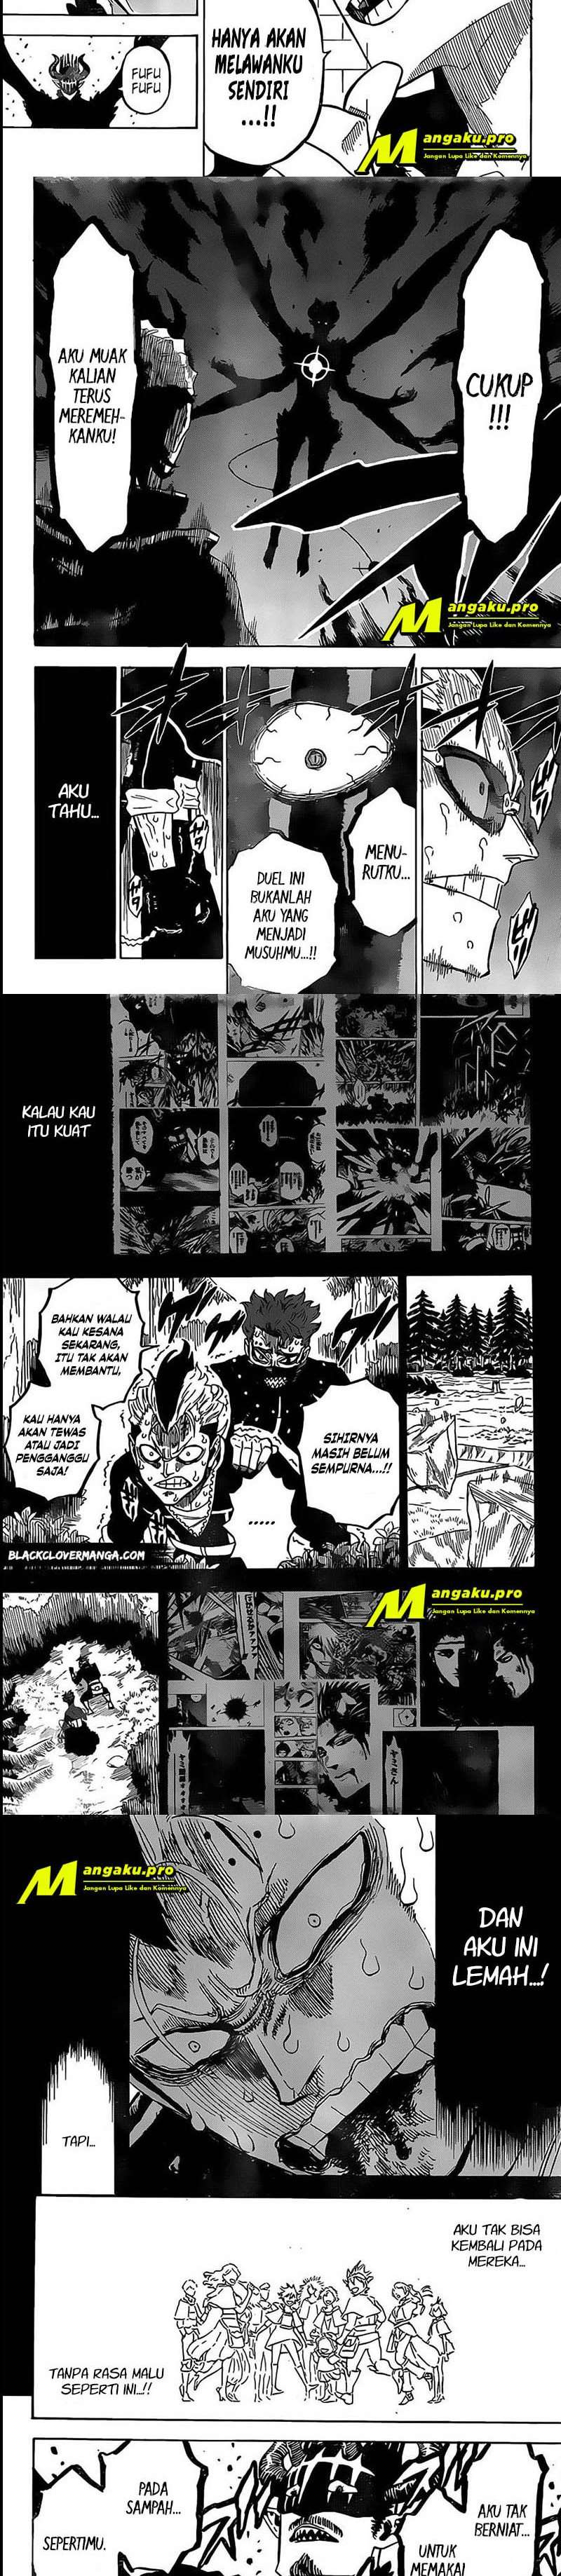 HANYA AKAN
MELAWANKU
SENDIRI
...!!
FUFU
FUFU
Mangaku.pro
Jangan Lupa Like dan Komennya
CUKUP
!!!
AKU MUAK
KALIAN
TERUS
MEREMEH-
KANKU!
Mangaku.pro
Jangan Lupa Like dan Komennya
MENU-
RUTKU...
DUEL INI
BUKANLAH
AKU YANG
MENJADI
MUSUHMU...!!
AKU
TAHU...
KALAU KAU
ITU KUAT
SIHIRNYA
MASIH BELUM
SEMPURNA...!!
BAHKAN WALAU
KAU KESANA
SEKARANG,
ITU TAK AKAN
MEMBANTU,
KAU HANYA
AKAN TEWAS
ATAU JADI
PENGGANGGU
SAJA!
......
BLACKCLOVERMANGA.COM
Mangaku.pro
Jangan Lupa Like dan Komennya
Mangaku.pro
Jangan Lupa Like dan Komennya
DAN
AKU INI
LEMAH...!
TAPI...
AKU TAK BISA
KEMBALI PADA
MEREKA...
TANPA RASA MALU
SEPERTI INI...!!
AKU TAK
BERNIAT...
UNTUK
MEMAKAI
PADA
SAMPAH...
SEPERTIMU.